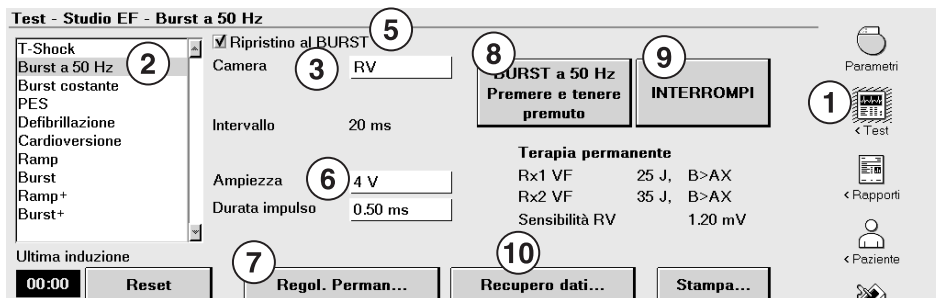 Test - Studio EF - Burst a 50 Hz
T-Shock
Burst a 50 Hz
Burst costante
PES
Defibrillazione
Cardioversione
Ramp
Burst
Ramp+
Burst+
2
Ripristino al BURST
5
Camera
3
RV
Intervallo
20 ms
Ampiezza
6
4 V
Durata impulso
0.50 ms
8
BURST a 50 Hz
Premere e tenere
premuto
9
INTERROMPI
Terapia permanente
Rx1 VF 25 J, B>AX
Rx2 VF 35 J, B>AX
Sensibilità RV 1.20 mV
Ultima induzione
00:00
Reset
7
Regol. Perman...
10
Recupero dati...
Stampa...
Parametri
1
< Test
< Rapporti
< Paziente